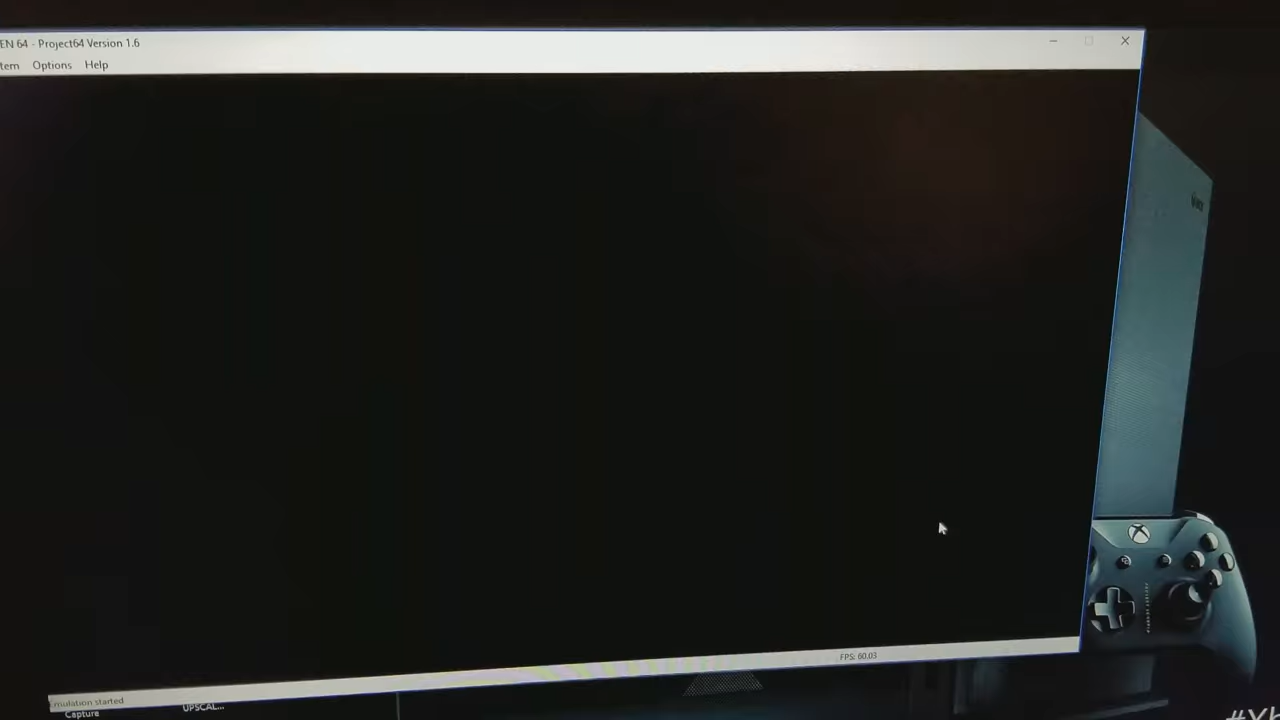 EN 64 - Project64 Version 1.6
tem Options Help
FPS: 60.03
Emulation started
Capture
UPSCAL...